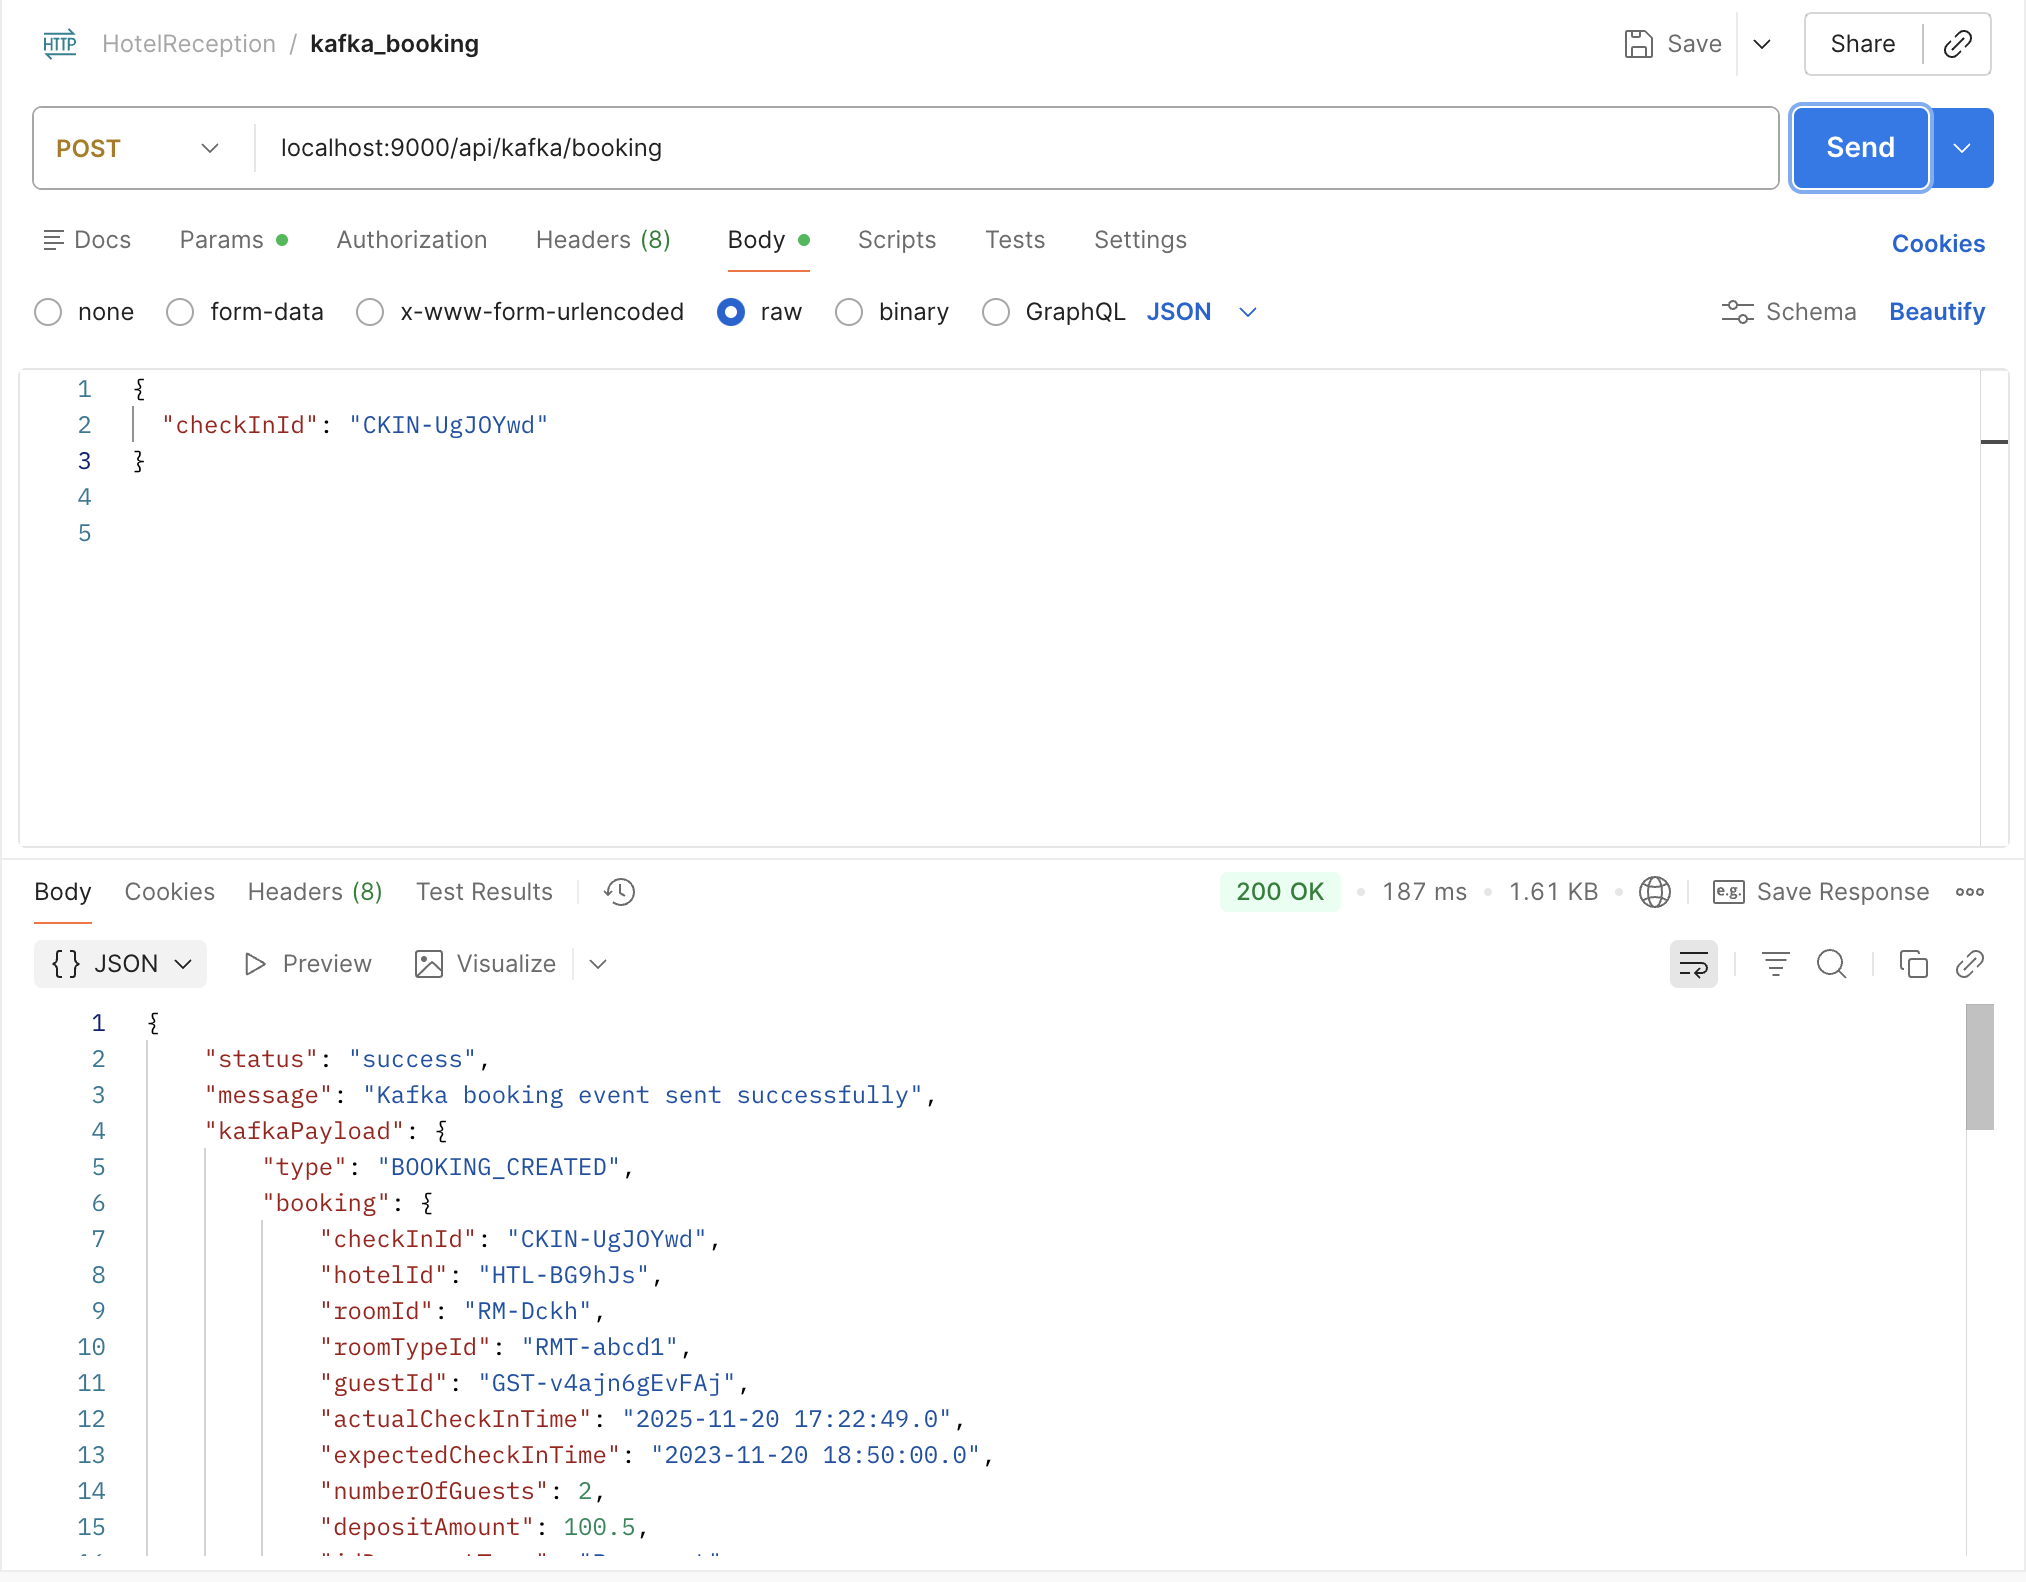 HTTP HotelReception / kafka_booking Save Share
POST localhost:9000/api/kafka/booking Send
Docs Params Authorization Headers (8) Body Scripts Tests Settings Cookies
none form-data x-www-form-urlencoded raw binary GraphQL JSON Schema Beautify
1 {
2 "checkInId": "CKIN-UgJOYwd"
3 }
4
5
Body Cookies Headers (8) Test Results 200 OK 187 ms 1.61 KB e.g. Save Response
{} JSON Preview Visualize
1 {
2 "status": "success",
3 "message": "Kafka booking event sent successfully",
4 "kafkaPayload": {
5 "type": "BOOKING_CREATED",
6 "booking": {
7 "checkInId": "CKIN-UgJOYwd",
8 "hotelId": "HTL-BG9hJs",
9 "roomId": "RM-Dckh",
10 "roomTypeId": "RMT-abcd1",
11 "guestId": "GST-v4ajn6gEvFAj",
12 "actualCheckInTime": "2025-11-20 17:22:49.0",
13 "expectedCheckInTime": "2023-11-20 18:50:00.0",
14 "numberOfGuests": 2,
15 "depositAmount": 100.5,